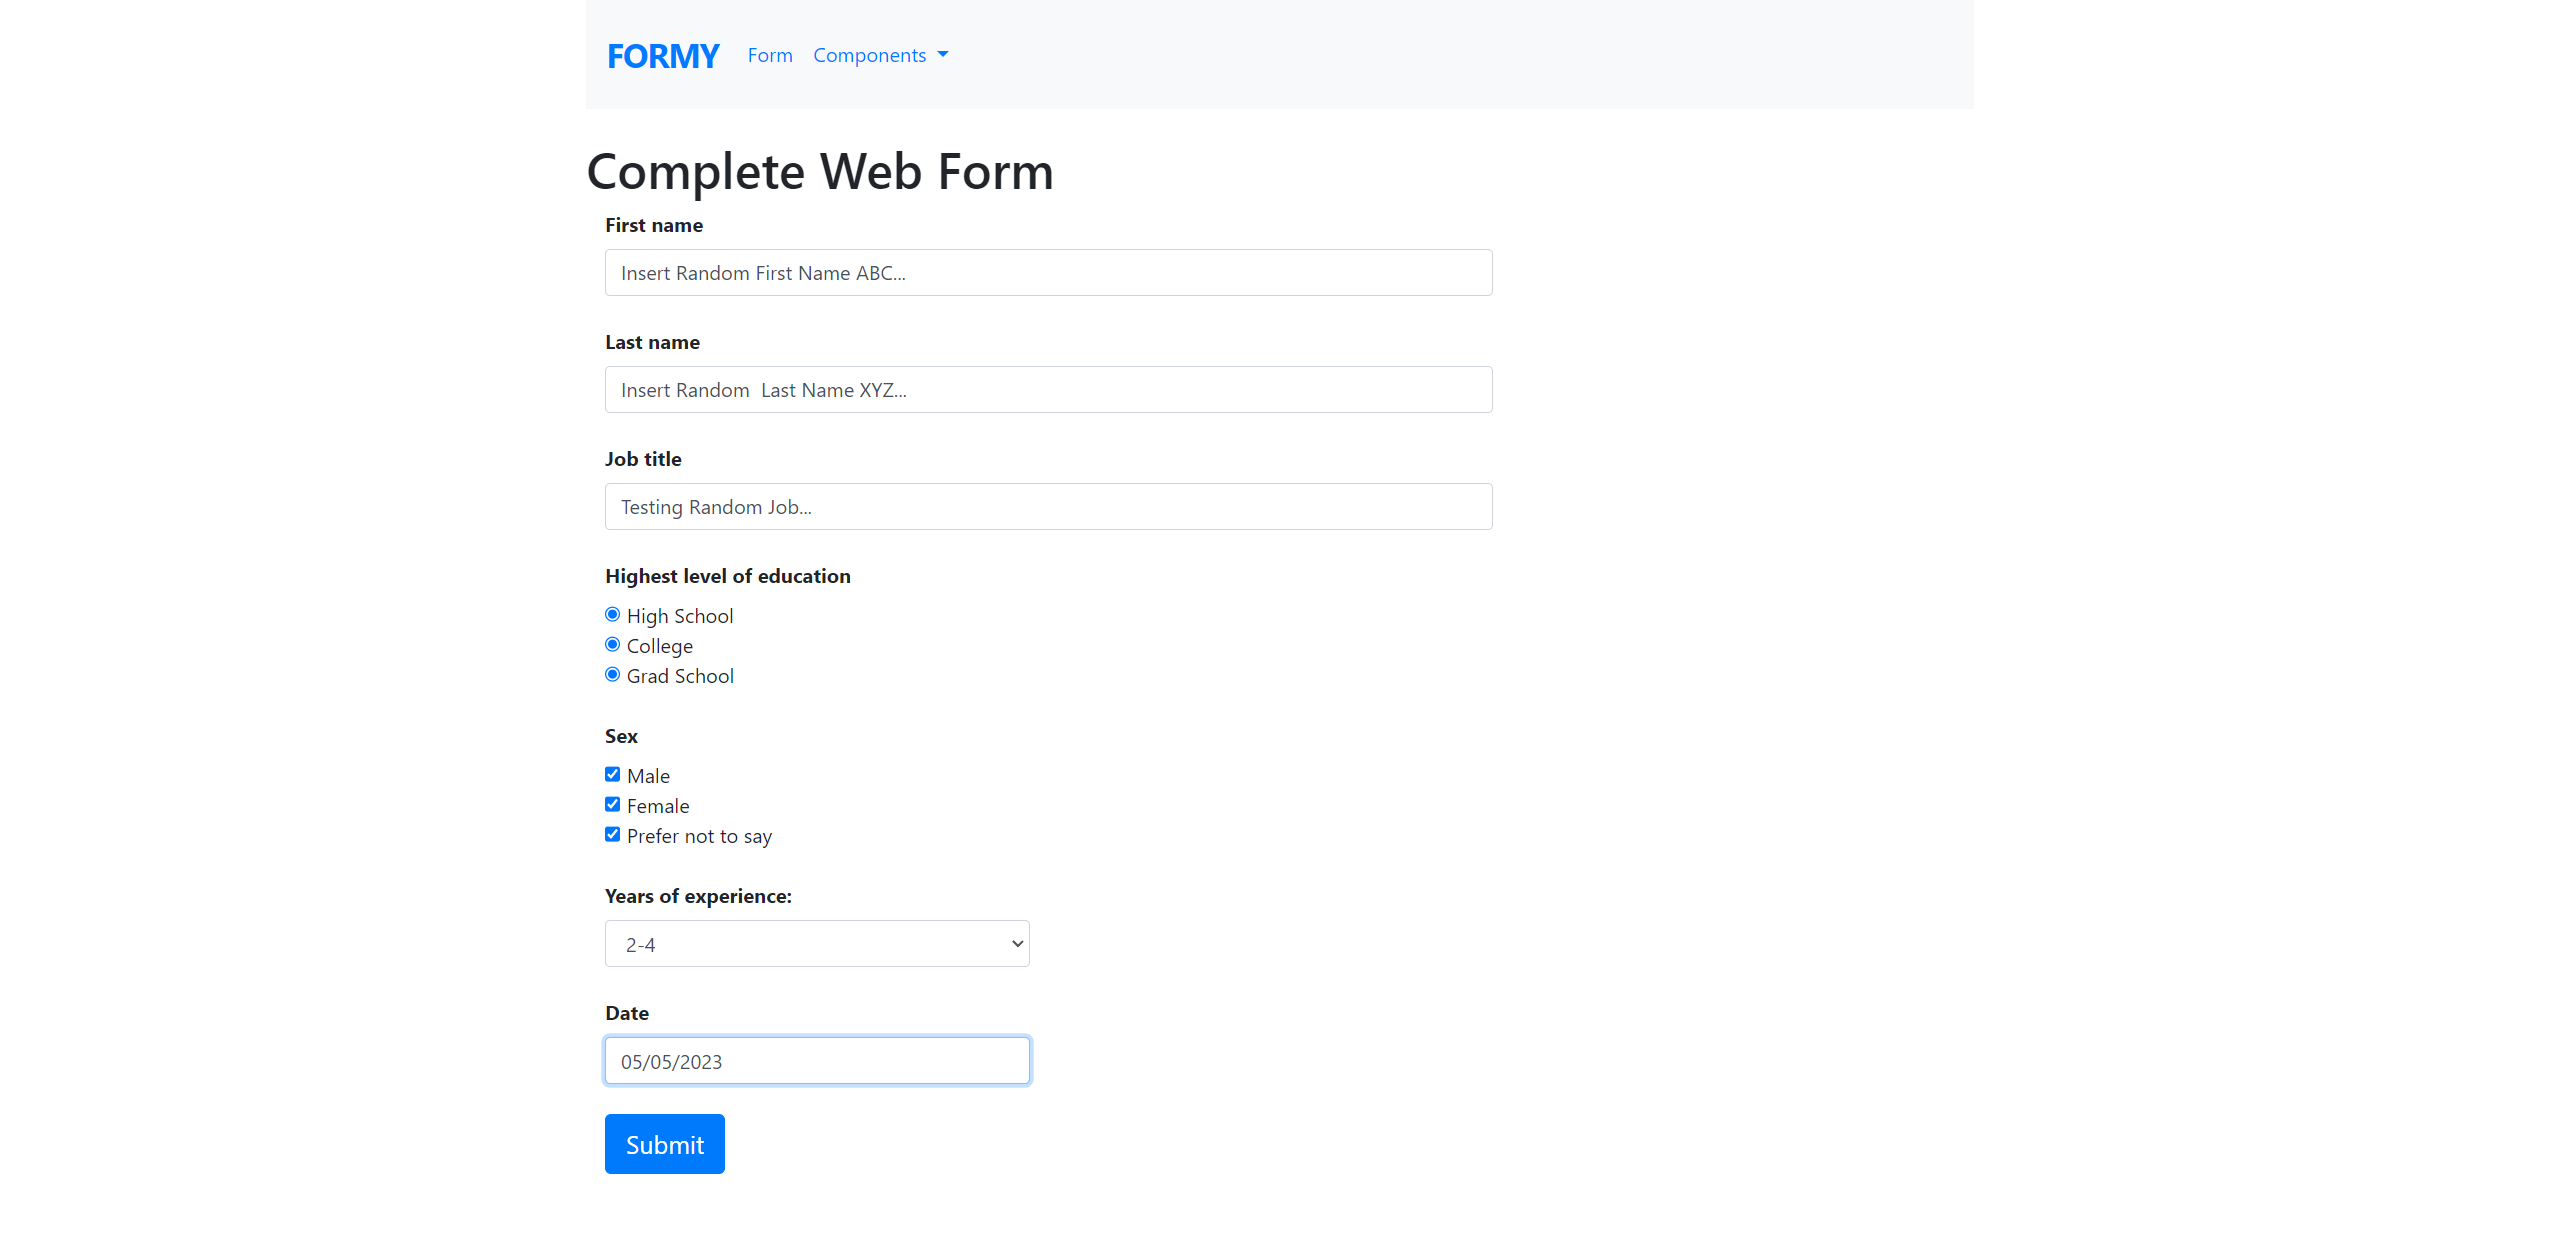 FORMY Form Components
Complete Web Form
First name
Insert Random First Name ABC...
Last name
Insert Random  Last Name XYZ...
Job title
Testing Random Job...
Highest level of education
High School
College
Grad School
Sex
Male
Female
Prefer not to say
Years of experience:
2-4
Date
05/05/2023
Submit